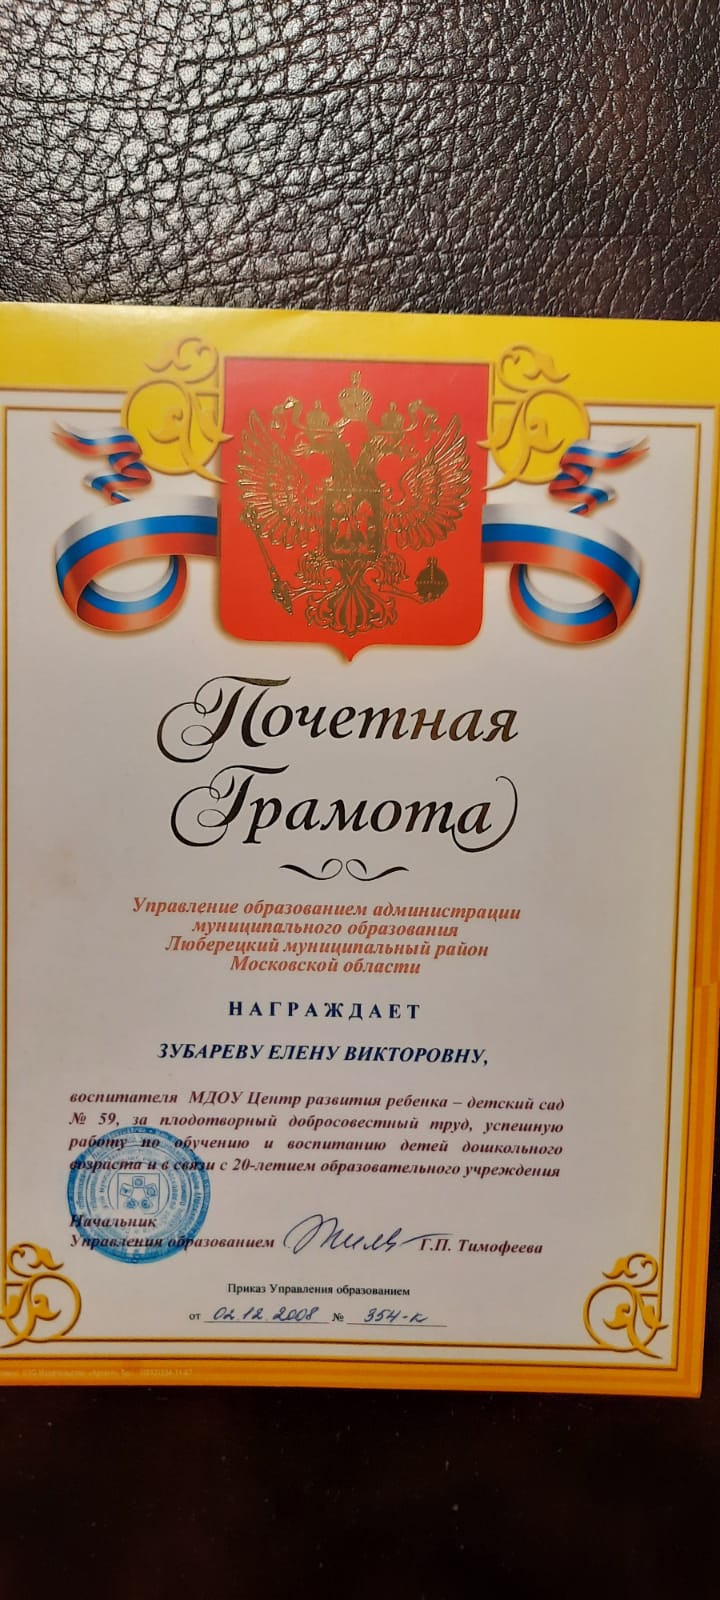 Почетная
Грамота
Управление образованием администрации
муниципального образования
Люберецкий муниципальный район
Московской области
НАГРАЖДАЕТ
ЗУБАРЕВУ ЕЛЕНУ ВИКТОРОВНУ,
воспитателя МДОУ Центр развития ребенка – детский сад
№ 59, за плодотворный добросовестный труд, успешную
работу по обучению и воспитанию детей дошкольного
возраста и в связи с 20-летием образовательного учреждения
Начальник
Управления образованием Г.П. Тимофеева
Приказ Управления образованием
от 02.12.2008 № 354-к